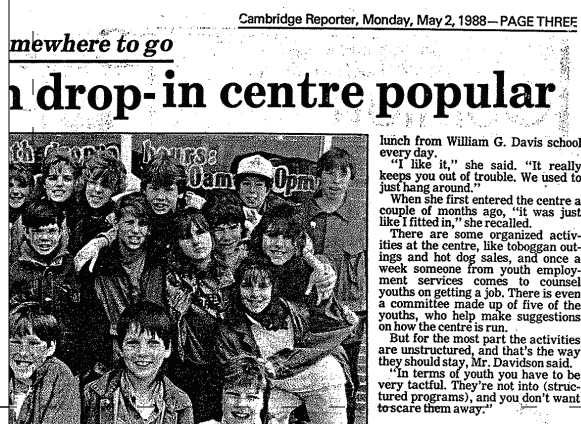 Cambridge Reporter, Monday, May 2, 1988—PAGE THREE
mewhere to go
drop-in centre popular
hours:
0am
0pm
lunch from William G. Davis school
every day.
"I like it," she said. "It really
keeps you out of trouble. We used to
just hang around."
When she first entered the centre a
couple of months ago, "it was just
like I fitted in," she recalled.
There are some organized activ-
ities at the centre, like toboggan out-
ings and hot dog sales, and once a
week someone from youth employ-
ment services comes to counsel
youths on getting a job. There is even
a committee made up of five of the
youths, who help make suggestions
on how the centre is run.
But for the most part the activities
are unstructured, and that's the way
they should stay, Mr. Davidson said.
"In terms of youth you have to be
very tactful. They're not into (struc-
tured programs), and you don't want
to scare them away."